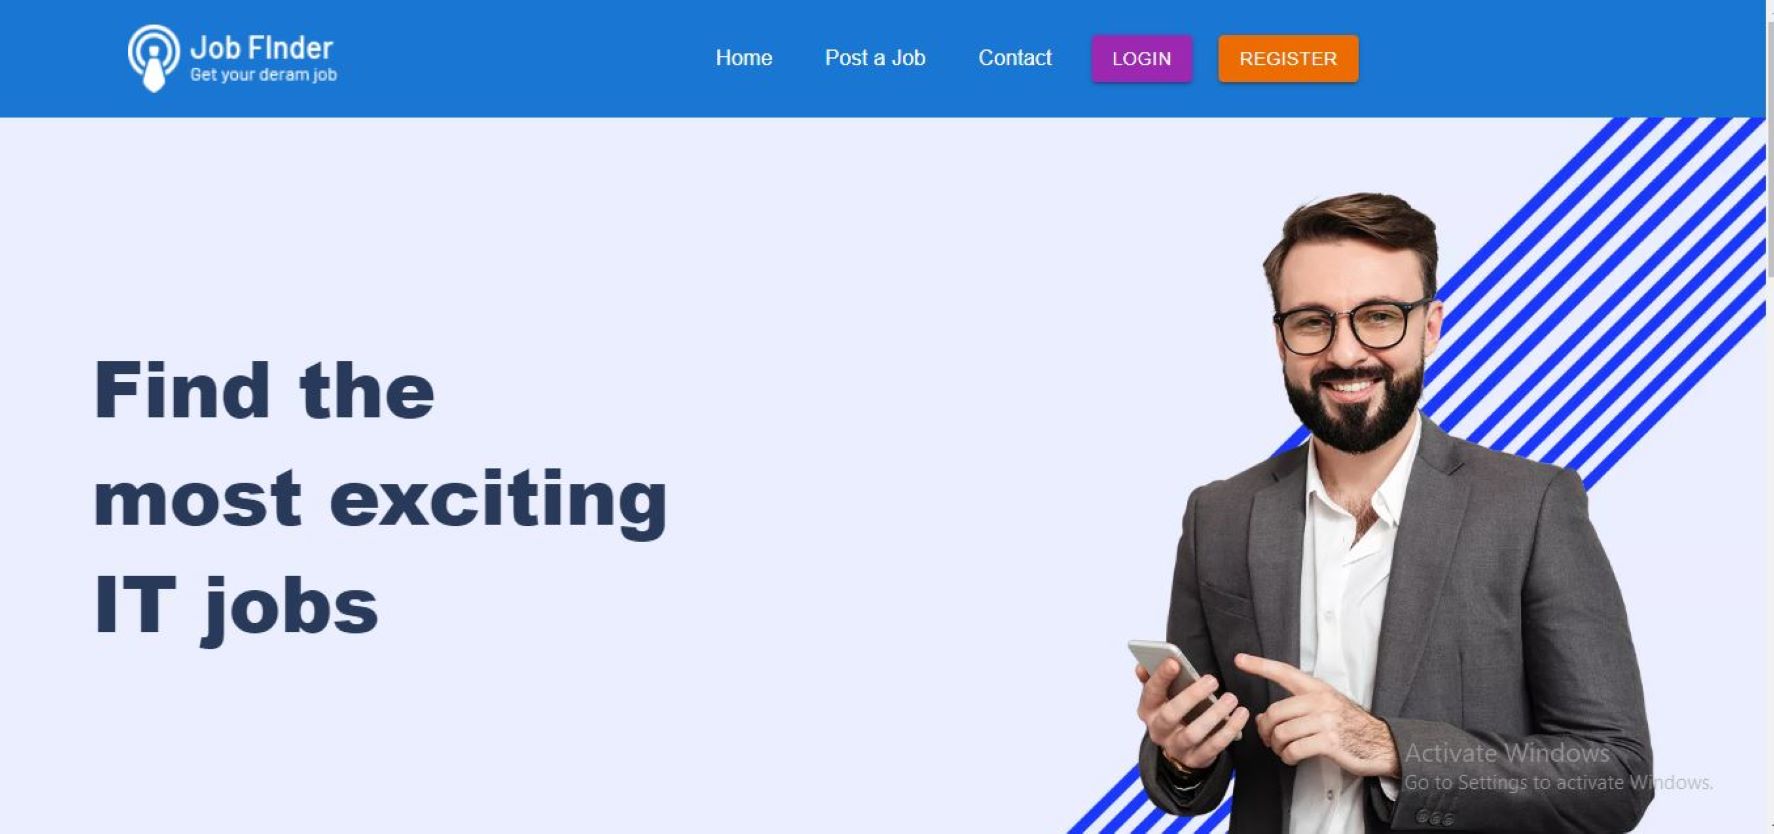 Job FInder
Get your deram job
Home Post a Job Contact LOGIN REGISTER
Find the
most exciting
IT jobs
Activate Windows
Go to Settings to activate Windows.